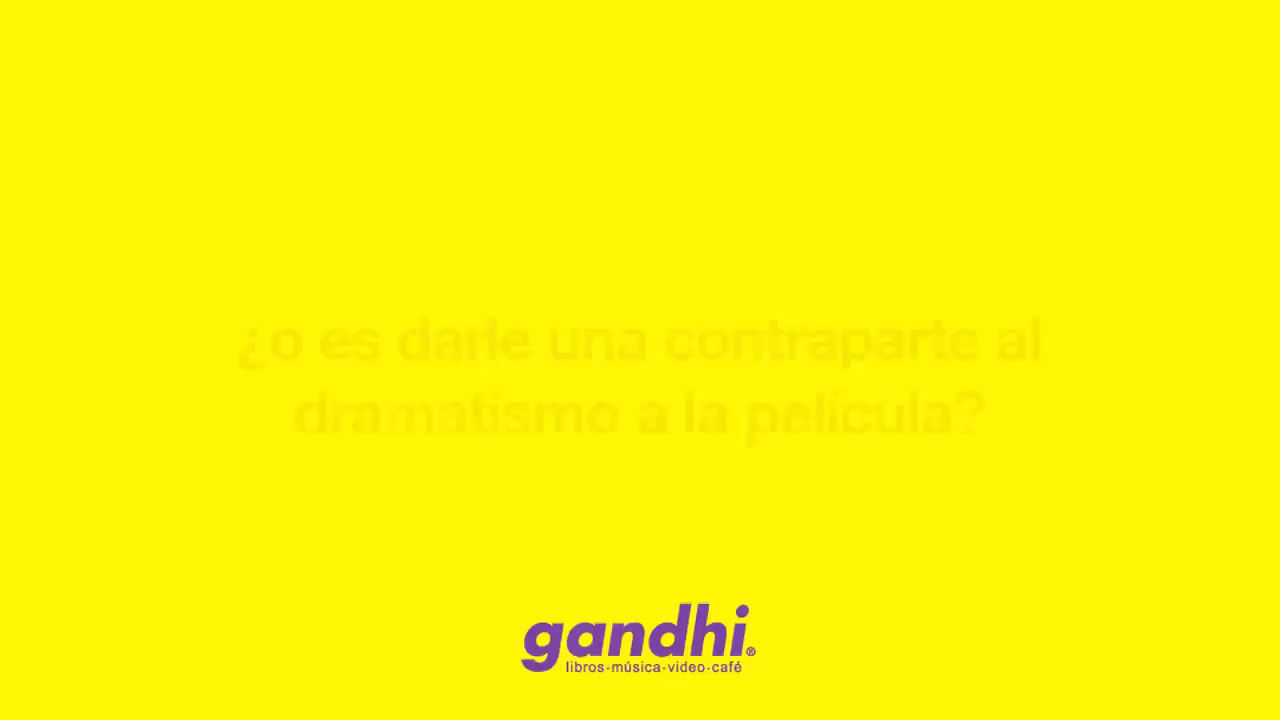 ¿o es darle una contraparte al
dramatismo a la película?
gandhi®
libros·música·video·café